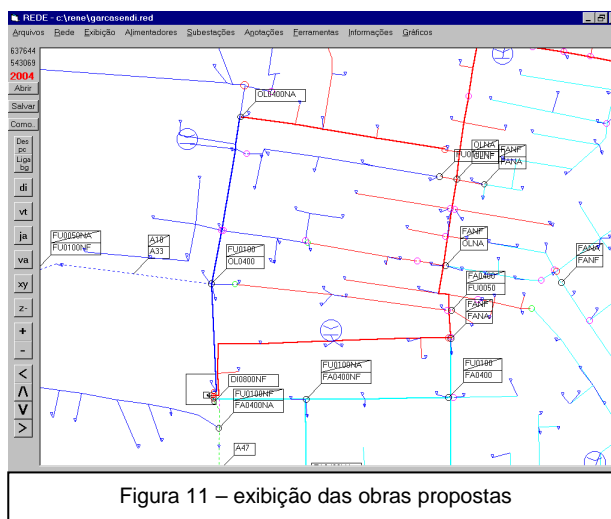 REDE - c:\rene\garcasendi.red
Arquivos Rede Exibição Alimentadores Subestações Anotações Ferramentas Informações Gráficos
637644
543069
2004
Abrir
Salvar
Como..
Des
pc
Liga
bg
di
vt
ja
va
xy
z-
+
-
<
Λ
V
>
OL0400NA
OLNA
FANF
OLNF
FANA
FU0050NA
FU0100NF
A10
A33
FU0100
OL0400
FANF
OLNA
FANA
FANF
FA0400
FU0050
FANF
FANA
FU0100NA
FA0400NF
FU0100
FA0400
DI0800NF
FU0100NF
FA0400NA
A47
Figura 11 – exibição das obras propostas